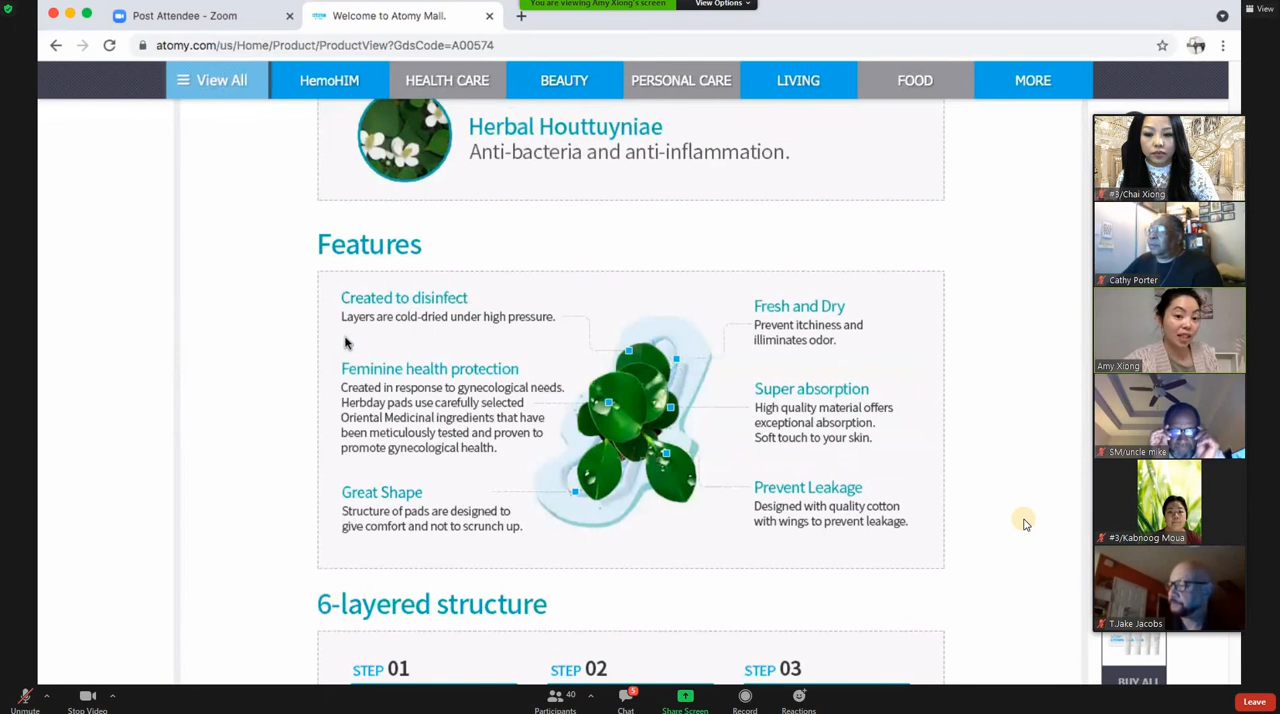 You are viewing Amy Xiong's screen
View Options
View
Post Attendee - Zoom
Welcome to Atomy Mall.
atomy.com/us/Home/Product/ProductView?GdsCode=A00574
View All
HemoHIM
HEALTH CARE
BEAUTY
PERSONAL CARE
LIVING
FOOD
MORE
Herbal Houttuyniae
Anti-bacteria and anti-inflammation.
Features
Created to disinfect
Layers are cold-dried under high pressure.
Feminine health protection
Created in response to gynecological needs.
Herbday pads use carefully selected
Oriental Medicinal ingredients that have
been meticulously tested and proven to
promote gynecological health.
Great Shape
Structure of pads are designed to
give comfort and not to scrunch up.
Fresh and Dry
Prevent itchiness and
illiminates odor.
Super absorption
High quality material offers
exceptional absorption.
Soft touch to your skin.
Prevent Leakage
Designed with quality cotton
with wings to prevent leakage.
6-layered structure
STEP 01
STEP 02
STEP 03
#3/Chai Xiong
Cathy Porter
Amy Xiong
SM/uncle mike
#3/Kabnoog Moua
T.Jake Jacobs
BUY ALL
Unmute
Stop Video
Participants
40
Chat
5
Share Screen
Record
Reactions
Leave